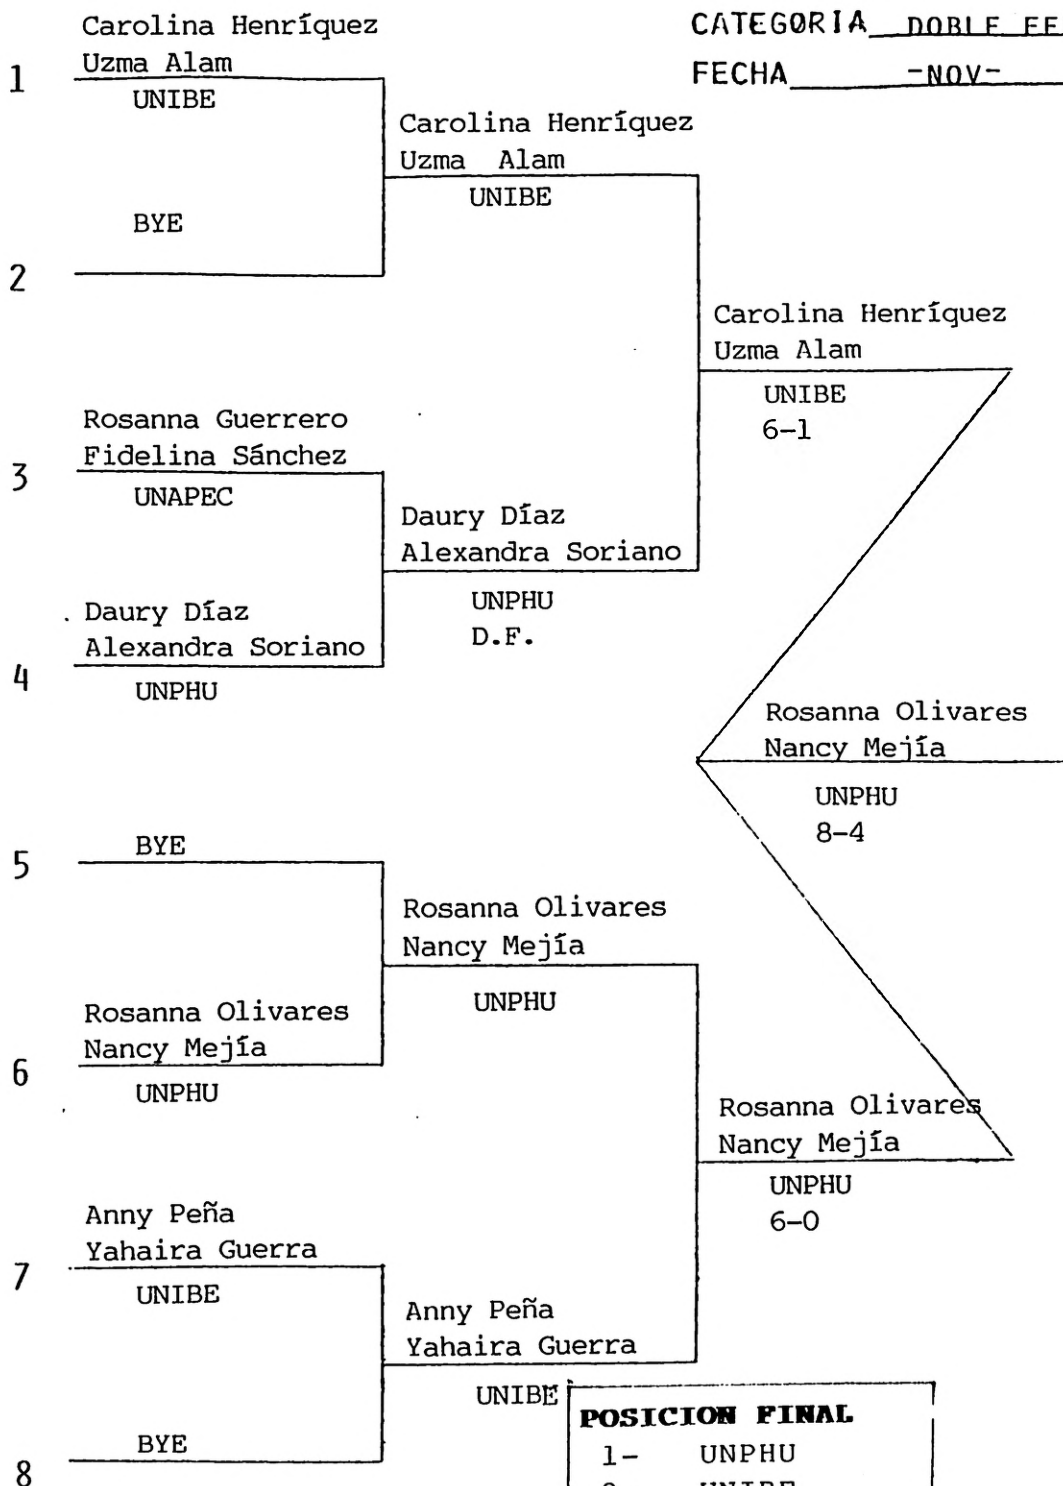 CATEGORIA DOBLE FE
FECHA -NOV-
Carolina Henríquez
Uzma Alam
1
UNIBE
BYE
2
Rosanna Guerrero
Fidelina Sánchez
3
UNAPEC
Daury Díaz
Alexandra Soriano
4
UNPHU
BYE
5
Rosanna Olivares
Nancy Mejía
6
UNPHU
Anny Peña
Yahaira Guerra
7
UNIBE
BYE
8
Carolina Henríquez
Uzma Alam
UNIBE
Daury Díaz
Alexandra Soriano
UNPHU
D.F.
Rosanna Olivares
Nancy Mejía
UNPHU
Anny Peña
Yahaira Guerra
UNIBE
Carolina Henríquez
Uzma Alam
UNIBE
6-1
Rosanna Olivares
Nancy Mejía
UNPHU
6-0
Rosanna Olivares
Nancy Mejía
UNPHU
8-4
POSICION FINAL
1- UNPHU
2- UNIBE